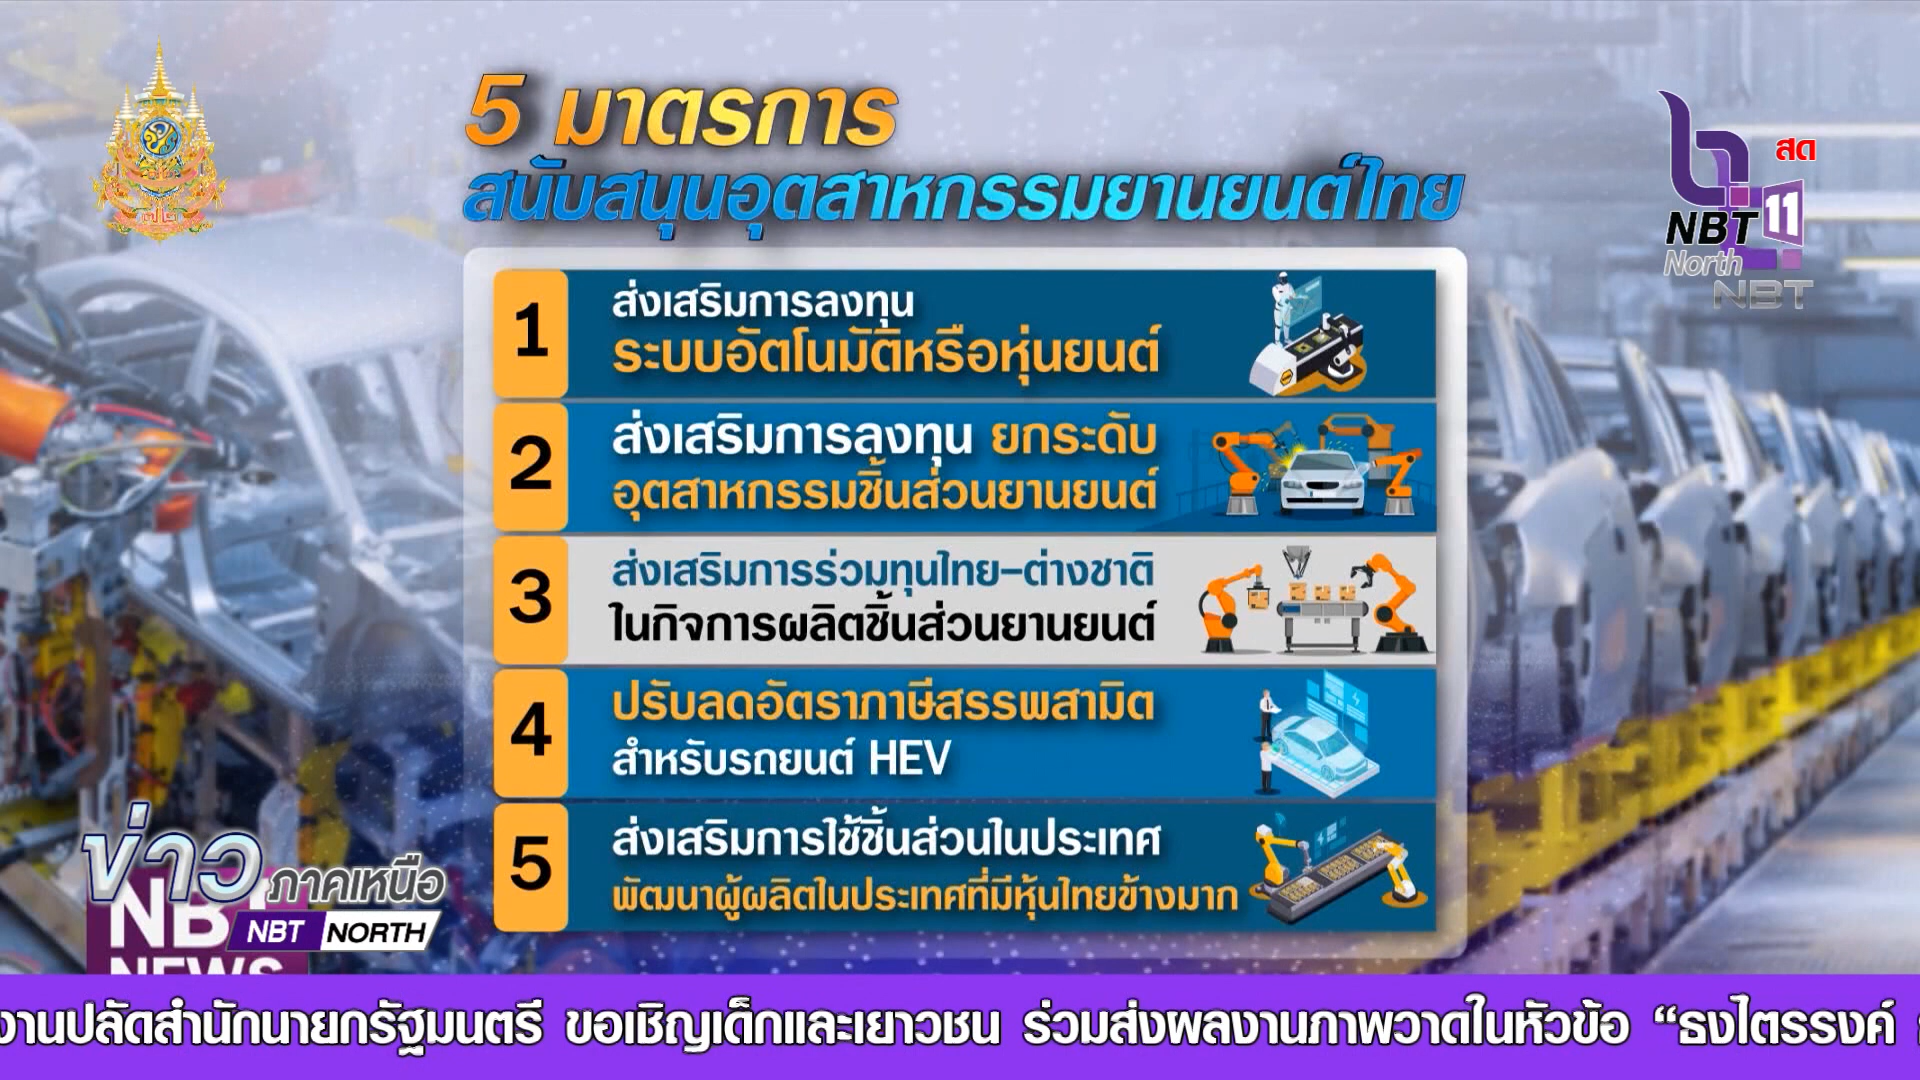 5 มาตรการ
สนับสนุนอุตสาหกรรมยานยนต์ไทย
สด
NBT 11
North
NBT
1
ส่งเสริมการลงทุน
ระบบอัตโนมัติหรือหุ่นยนต์
2
ส่งเสริมการลงทุน ยกระดับ
อุตสาหกรรมชิ้นส่วนยานยนต์
3
ส่งเสริมการร่วมทุนไทย-ต่างชาติ
ในกิจการผลิตชิ้นส่วนยานยนต์
4
ปรับลดอัตราภาษีสรรพสามิต
สำหรับรถยนต์ HEV
5
ส่งเสริมการใช้ชิ้นส่วนในประเทศ
พัฒนาผู้ผลิตในประเทศที่มีหุ้นไทยข้างมาก
ข่าว ภาคเหนือ
NBT NORTH
NBT
NEWS
งานปลัดสำนักนายกรัฐมนตรี ขอเชิญเด็กและเยาวชน ร่วมส่งผลงานภาพวาดในหัวข้อ “ธงไตรรงค์